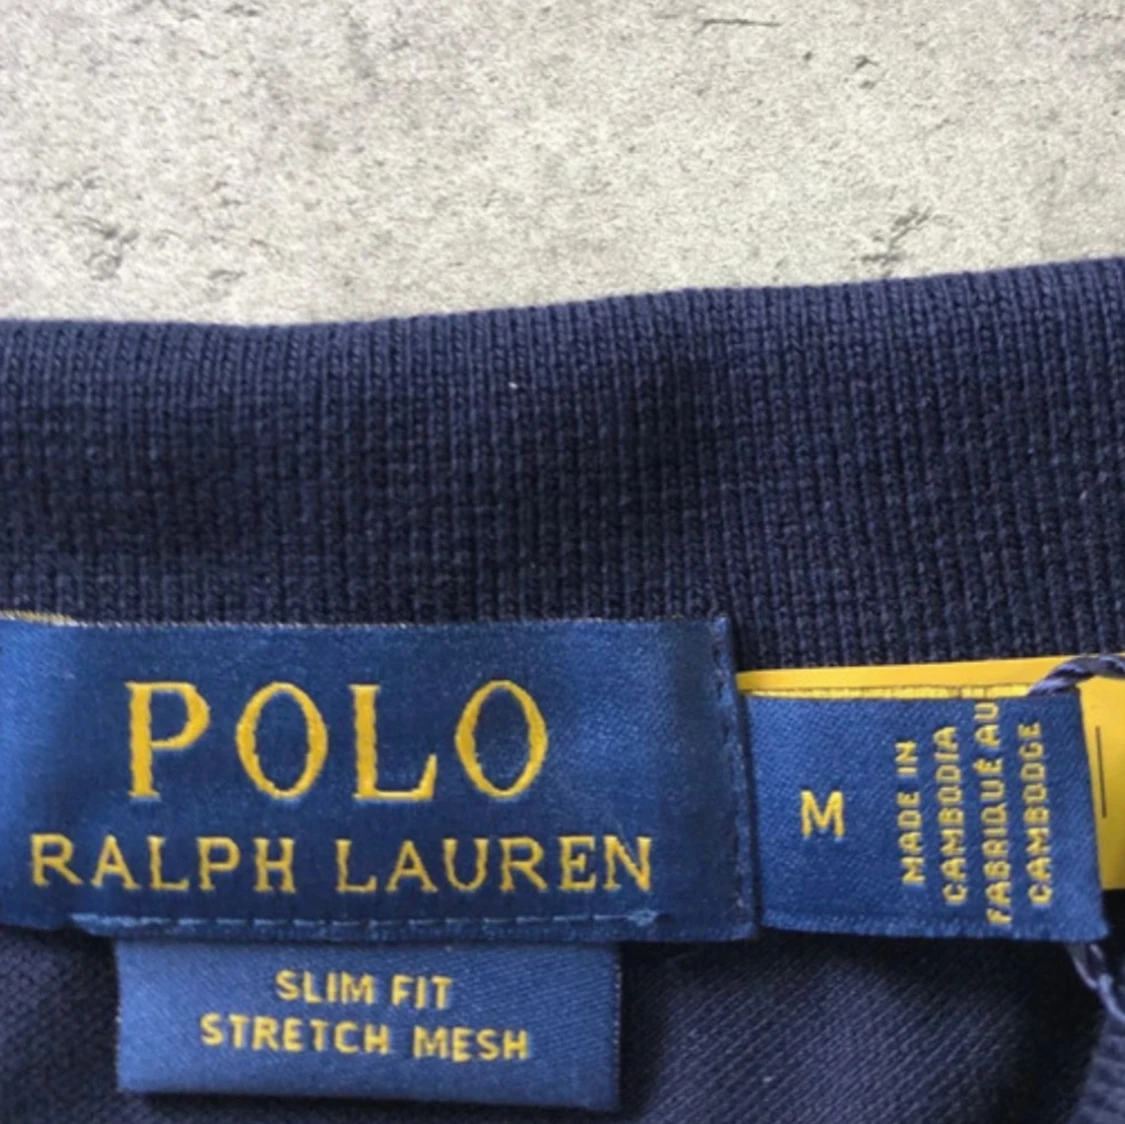 POLO
RALPH LAUREN
SLIM FIT
STRETCH MESH
M
MADE IN
CAMBODIA
FABRIQUÉ AU
CAMBODGE